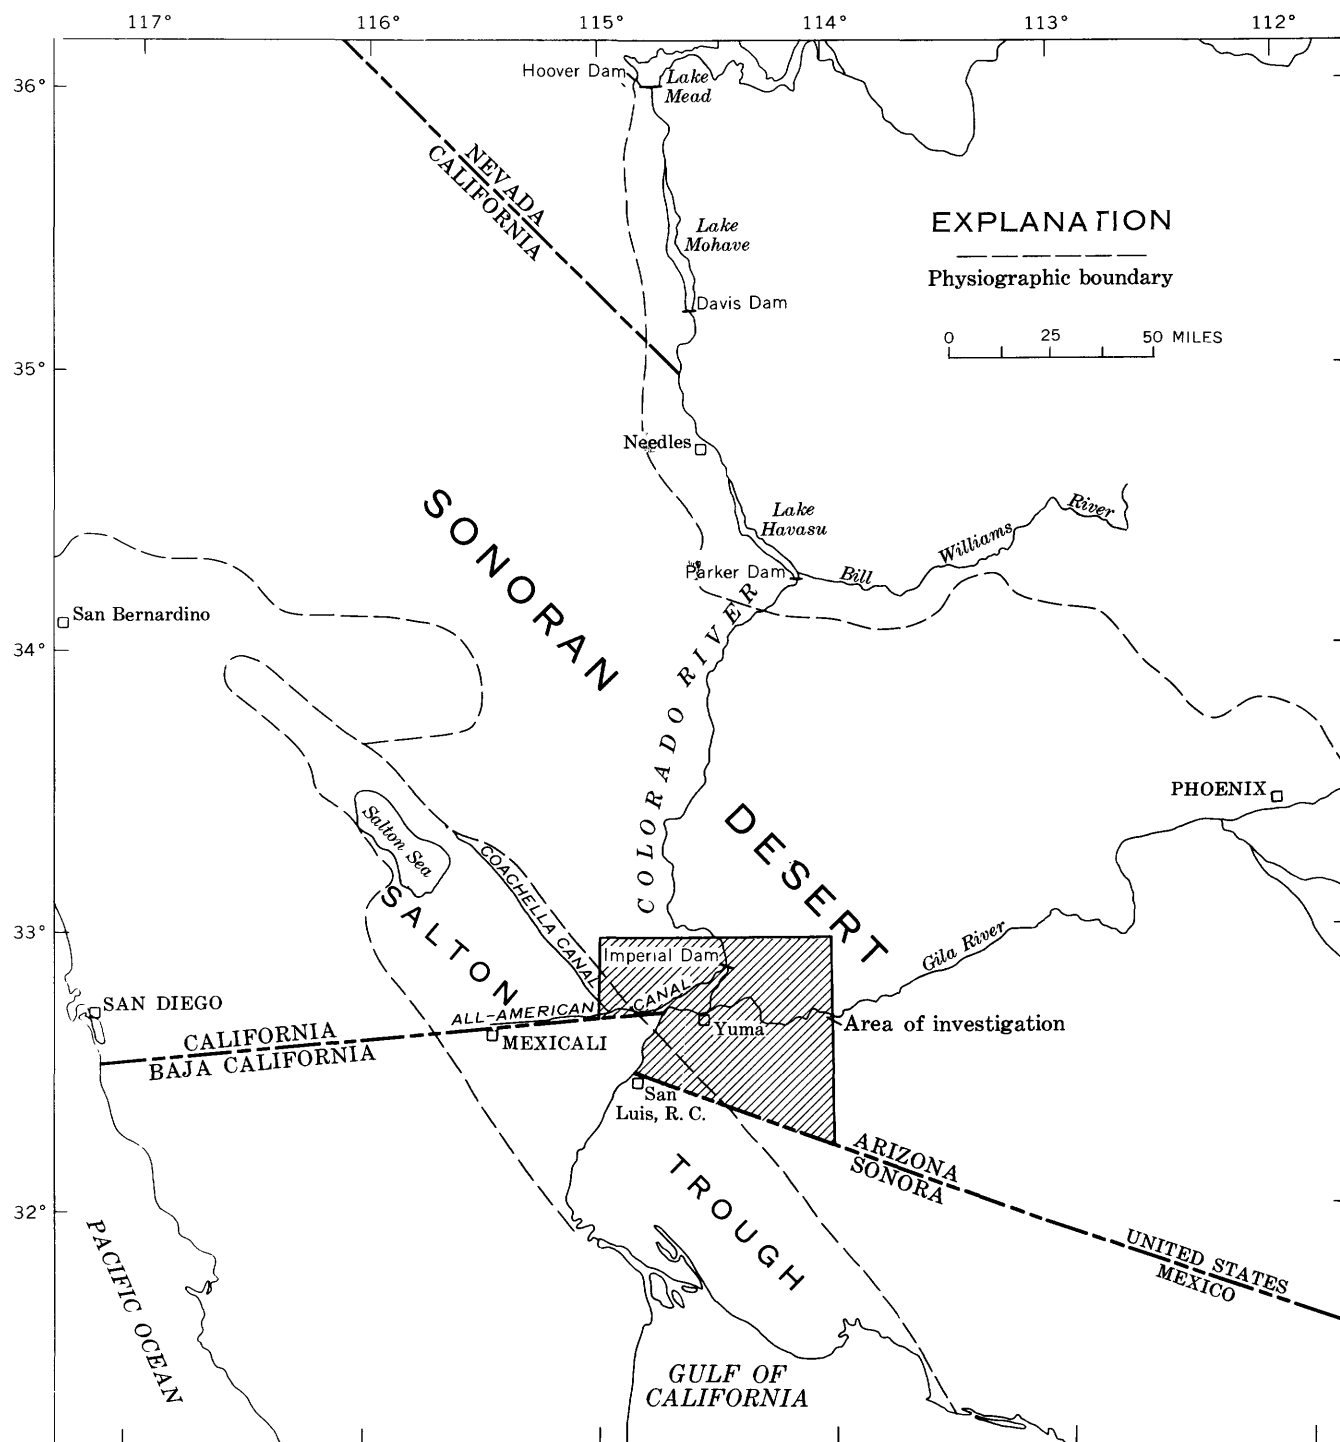 117° 116° 115° 114° 113° 112°
36°
35°
34°
33°
32°
Hoover Dam
Lake
Mead
NEVADA
CALIFORNIA
Lake
Mohave
Davis Dam
EXPLANATION
Physiographic boundary
0 25 50 MILES
Needles
SONORAN
Lake
Havasu
Parker Dam
Bill
Williams
River
San Bernardino
COLORADO RIVER
PHOENIX
DESERT
Salton Sea
COACHELLA CANAL
SALTON
Gila River
Imperial Dam
SAN DIEGO
ALL-AMERICAN
CANAL
Yuma
Area of investigation
CALIFORNIA
BAJA CALIFORNIA
MEXICALI
San
Luis, R. C.
ARIZONA
SONORA
TROUGH
UNITED STATES
MEXICO
PACIFIC OCEAN
GULF OF
CALIFORNIA